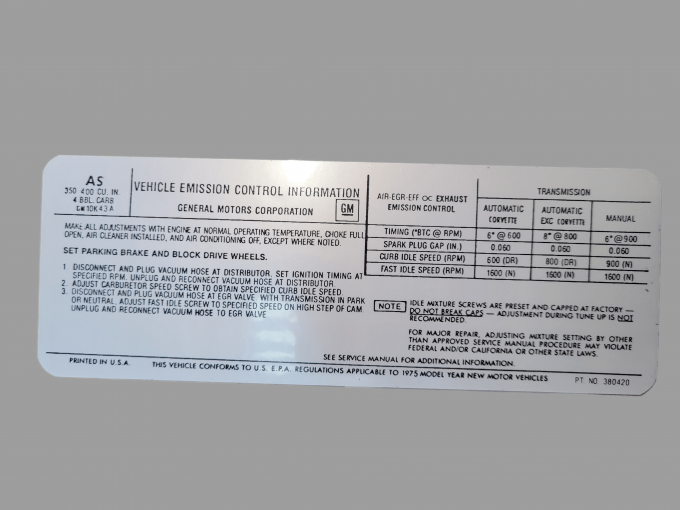 AS
350 400 CU. IN.
4 BBL. CARB
GM 10K43A
VEHICLE EMISSION CONTROL INFORMATION
GENERAL MOTORS CORPORATION GM
AIR-EGR-EFF OC EXHAUST
EMISSION CONTROL
TRANSMISSION
AUTOMATIC CORVETTE
AUTOMATIC EXC CORVETTE
MANUAL
TIMING (°BTC @ RPM) 6° @ 600 8° @ 800 6° @ 900
SPARK PLUG GAP (IN.) 0.060 0.060 0.060
CURB IDLE SPEED (RPM) 600 (DR) 800 (DR) 900 (N)
FAST IDLE SPEED (RPM) 1600 (N) 1600 (N) 1600 (N)
MAKE ALL ADJUSTMENTS WITH ENGINE AT NORMAL OPERATING TEMPERATURE, CHOKE FULL
OPEN, AIR CLEANER INSTALLED, AND AIR CONDITIONING OFF, EXCEPT WHERE NOTED.
SET PARKING BRAKE AND BLOCK DRIVE WHEELS.
1 DISCONNECT AND PLUG VACUUM HOSE AT DISTRIBUTOR. SET IGNITION TIMING AT
SPECIFIED RPM. UNPLUG AND RECONNECT VACUUM HOSE AT DISTRIBUTOR.
2. ADJUST CARBURETOR SPEED SCREW TO OBTAIN SPECIFIED CURB IDLE SPEED.
3. DISCONNECT AND PLUG VACUUM HOSE AT EGR VALVE. WITH TRANSMISSION IN PARK
OR NEUTRAL, ADJUST FAST IDLE SCREW TO SPECIFIED SPEED ON HIGH STEP OF CAM
UNPLUG AND RECONNECT VACUUM HOSE TO EGR VALVE
NOTE IDLE MIXTURE SCREWS ARE PRESET AND CAPPED AT FACTORY —
DO NOT BREAK CAPS — ADJUSTMENT DURING TUNE UP IS NOT
RECOMMENDED.
FOR MAJOR REPAIR, ADJUSTING MIXTURE SETTING BY OTHER
THAN APPROVED SERVICE MANUAL PROCEDURE MAY VIOLATE
FEDERAL AND/OR CALIFORNIA OR OTHER STATE LAWS.
SEE SERVICE MANUAL FOR ADDITIONAL INFORMATION.
PRINTED IN U.S.A. THIS VEHICLE CONFORMS TO U.S. E.P.A. REGULATIONS APPLICABLE TO 1975 MODEL YEAR NEW MOTOR VEHICLES PT NO 380420